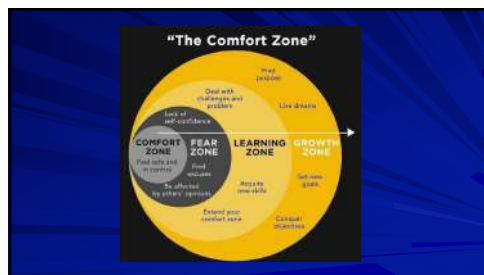 “The Comfort Zone”
Find
purpose
Deal with
challenges and
problem
Live dreams
Lack of
self-confidence
COMFORT
ZONE
FEAR
ZONE
LEARNING
ZONE
GROWTH
ZONE
Feel safe and
in control
Find
excuses
Be affected
by others' opinions
Acquire
new skills
Set new
goals
Extend your
comfort zone
Conquer
objectives